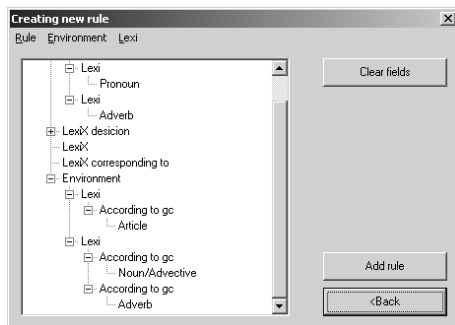 Creating new rule
Rule Environment Lexi
Lexi
Pronoun
Lexi
Adverb
LexiX desicion
LexiX
LexiX corresponding to
Environment
Lexi
According to gc
Article
Lexi
According to gc
Noun/Advective
According to gc
Adverb
Clear fields
Add rule
<Back